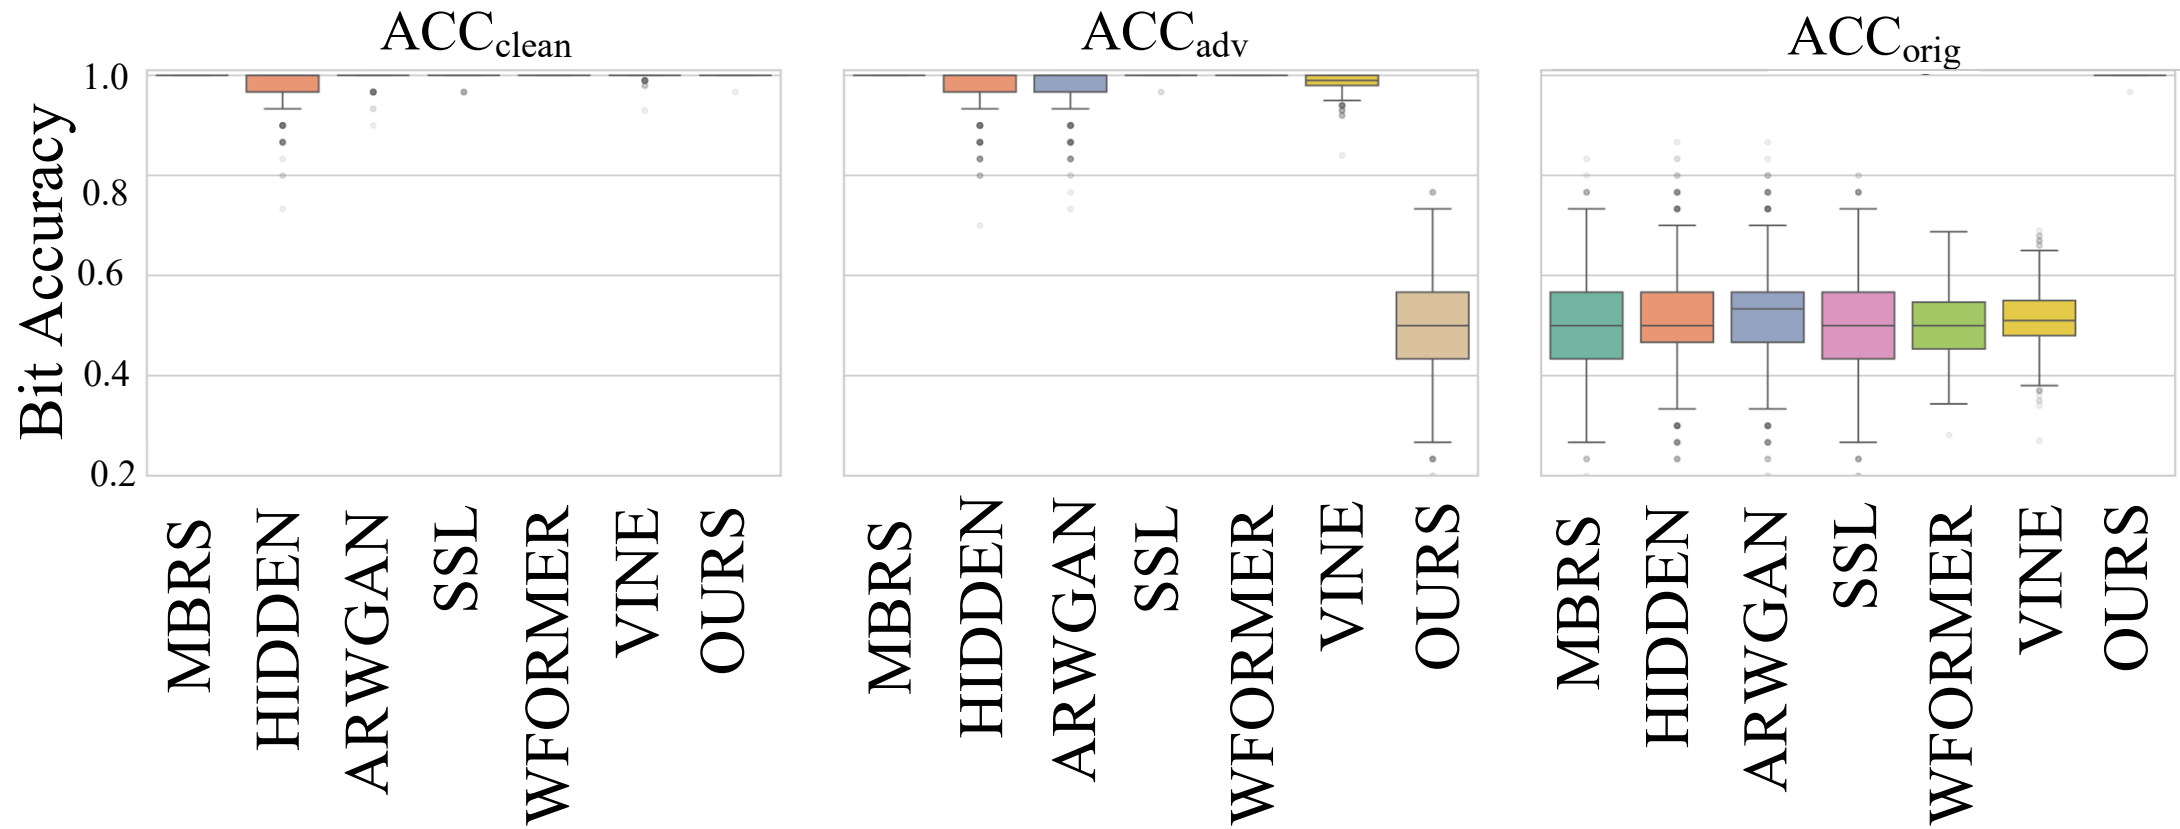 ACCclean
ACCadv
ACCorig
Bit Accuracy
1.0
0.8
0.6
0.4
0.2
MBRS
HIDDEN
ARWGAN
SSL
WFORMER
VINE
OURS
MBRS
HIDDEN
ARWGAN
SSL
WFORMER
VINE
OURS
MBRS
HIDDEN
ARWGAN
SSL
WFORMER
VINE
OURS